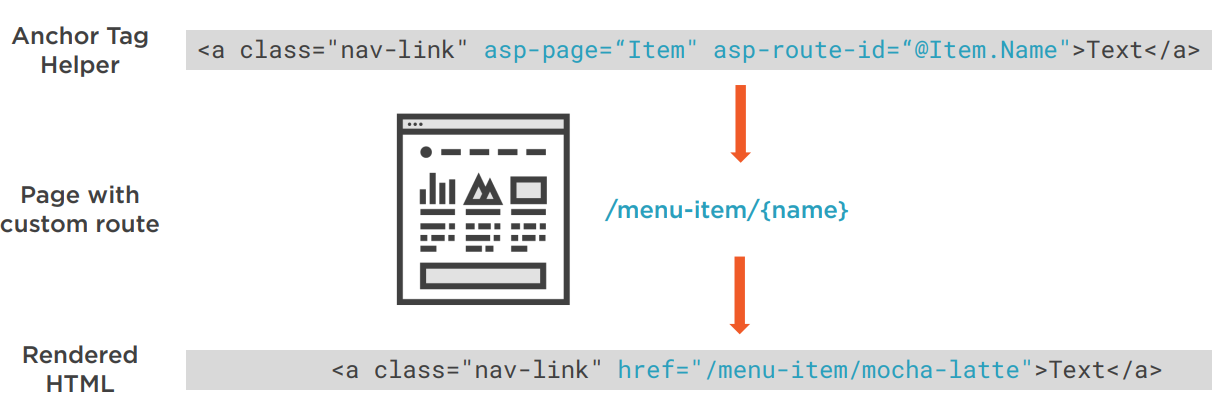 Anchor Tag
Helper
<a class="nav-link" asp-page=“Item" asp-route-id=“@Item.Name">Text</a>
Page with
custom route
/menu-item/{name}
Rendered
HTML
<a class="nav-link" href="/menu-item/mocha-latte">Text</a>